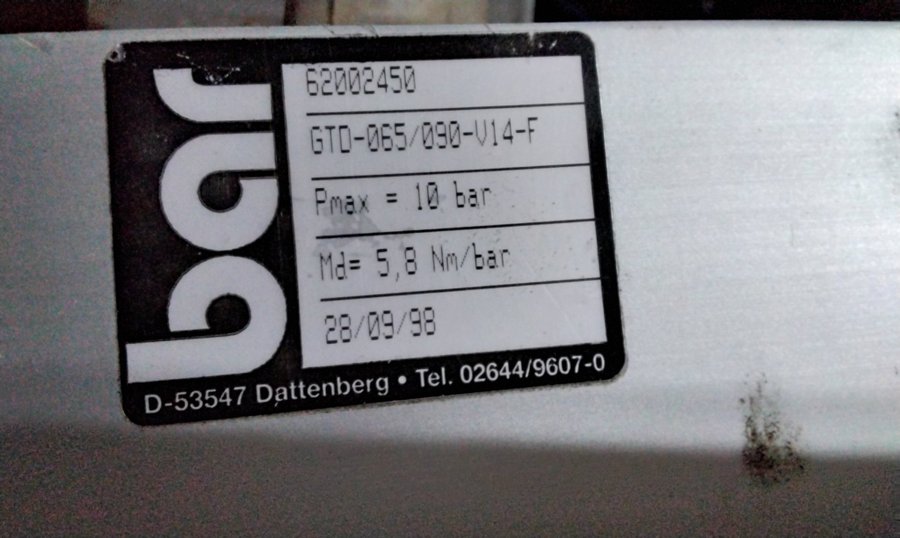 bar
62002450
GTD-065/090-V14-F
Pmax = 10 bar
Md= 5,8 Nm/bar
28/09/98
D-53547 Dattenberg • Tel. 02644/9607-0